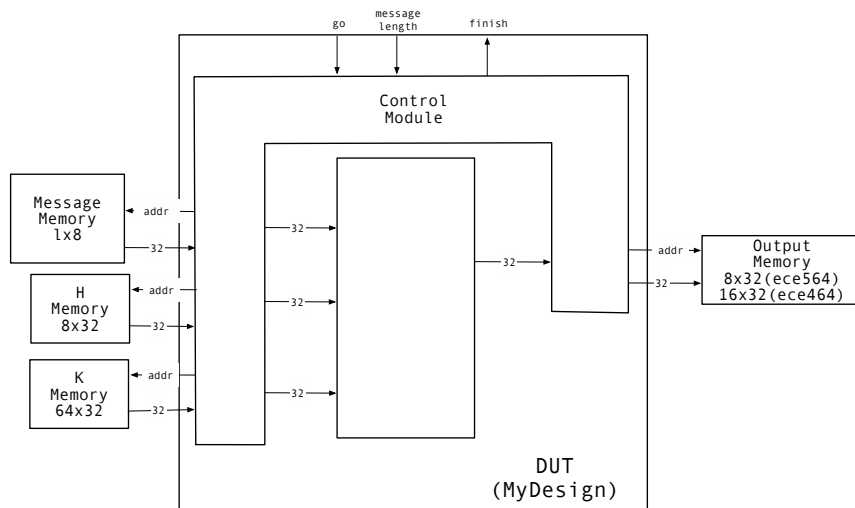 go
message
length
finish
Control
Module
Message
Memory
lx8
addr
32
H
Memory
8x32
addr
32
K
Memory
64x32
addr
32
32
32
32
32
addr
32
Output
Memory
8x32(ece564)
16x32(ece464)
DUT
(MyDesign)